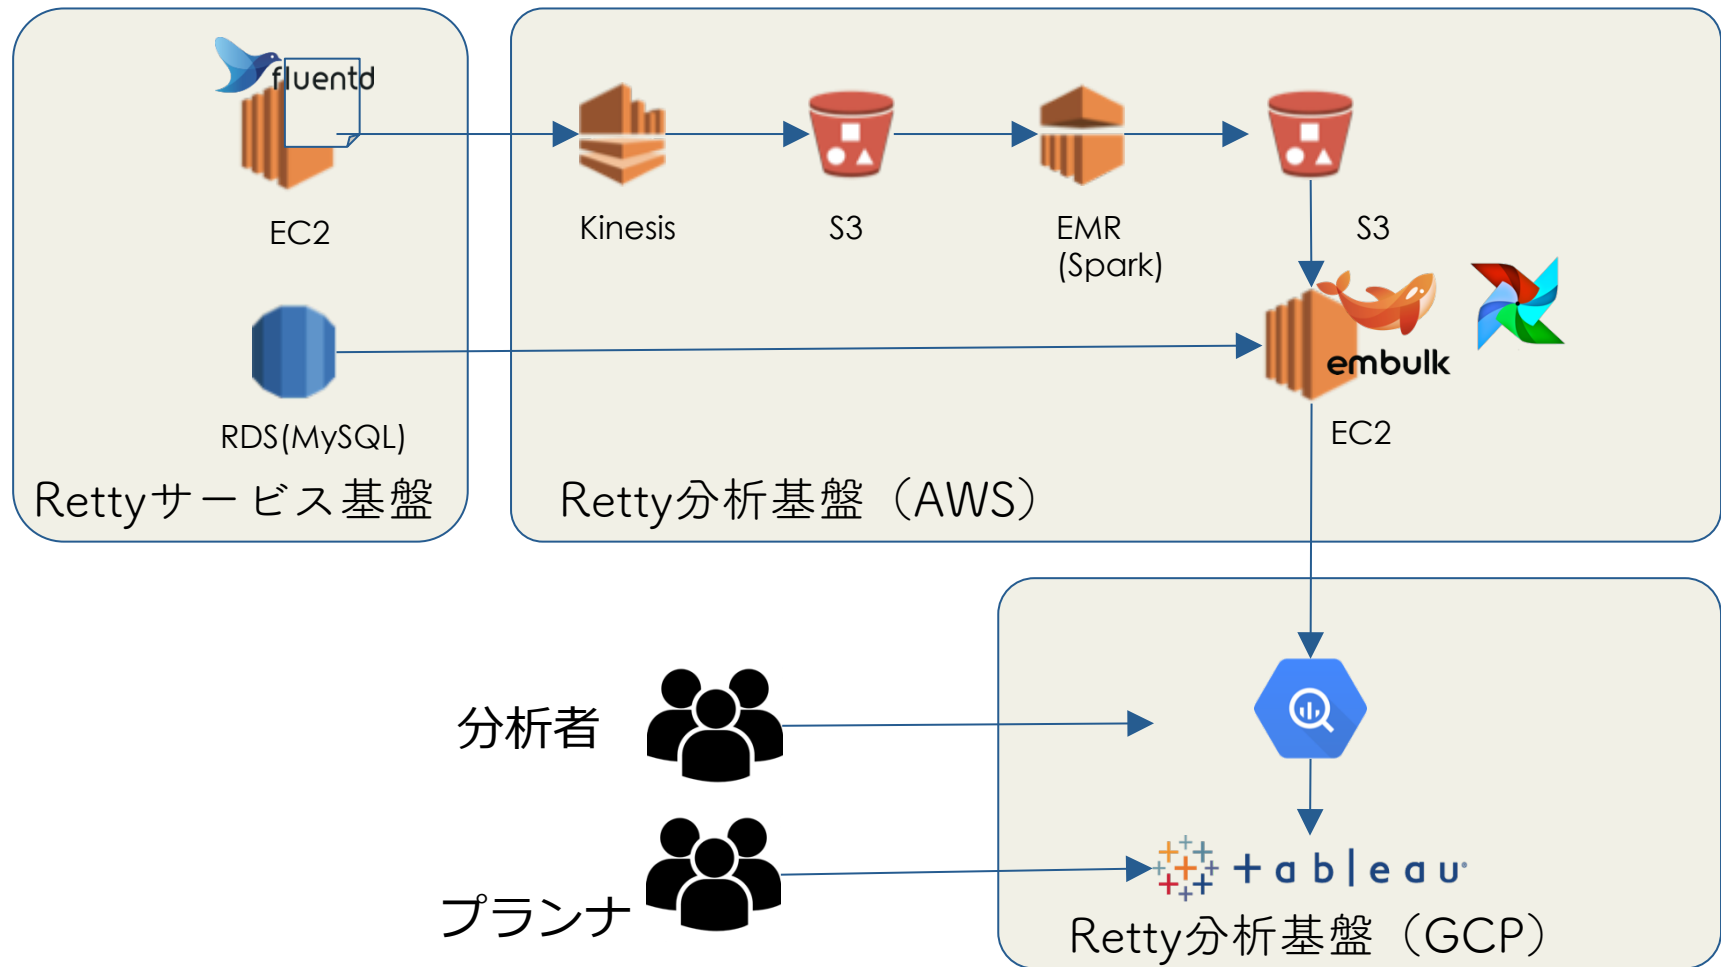 fluentd
EC2
Kinesis
S3
EMR
(Spark)
S3
embulk
EC2
RDS(MySQL)
Rettyサービス基盤
Retty分析基盤（AWS）
分析者
プランナ
+ableau
Retty分析基盤（GCP）